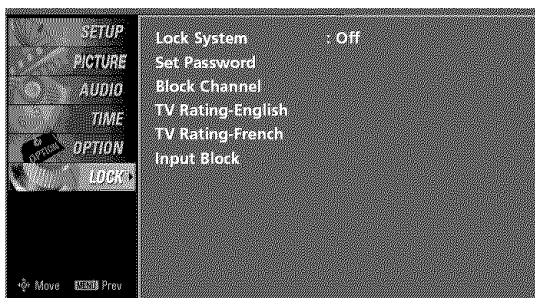 SETUP
PICTURE
AUDIO
TIME
OPTION
LOCK
Move MENU Prev
Lock System : Off
Set Password
Block Channel
TV Rating-English
TV Rating-French
Input Block